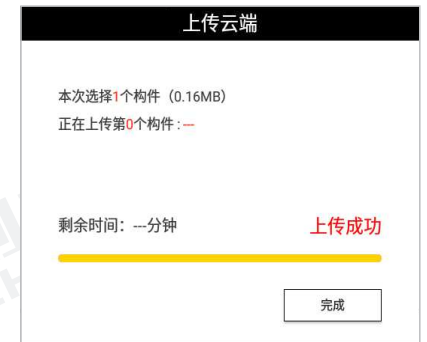 上传云端
本次选择1个构件（0.16MB）
正在上传第0个构件:---
剩余时间：---分钟
上传成功
完成